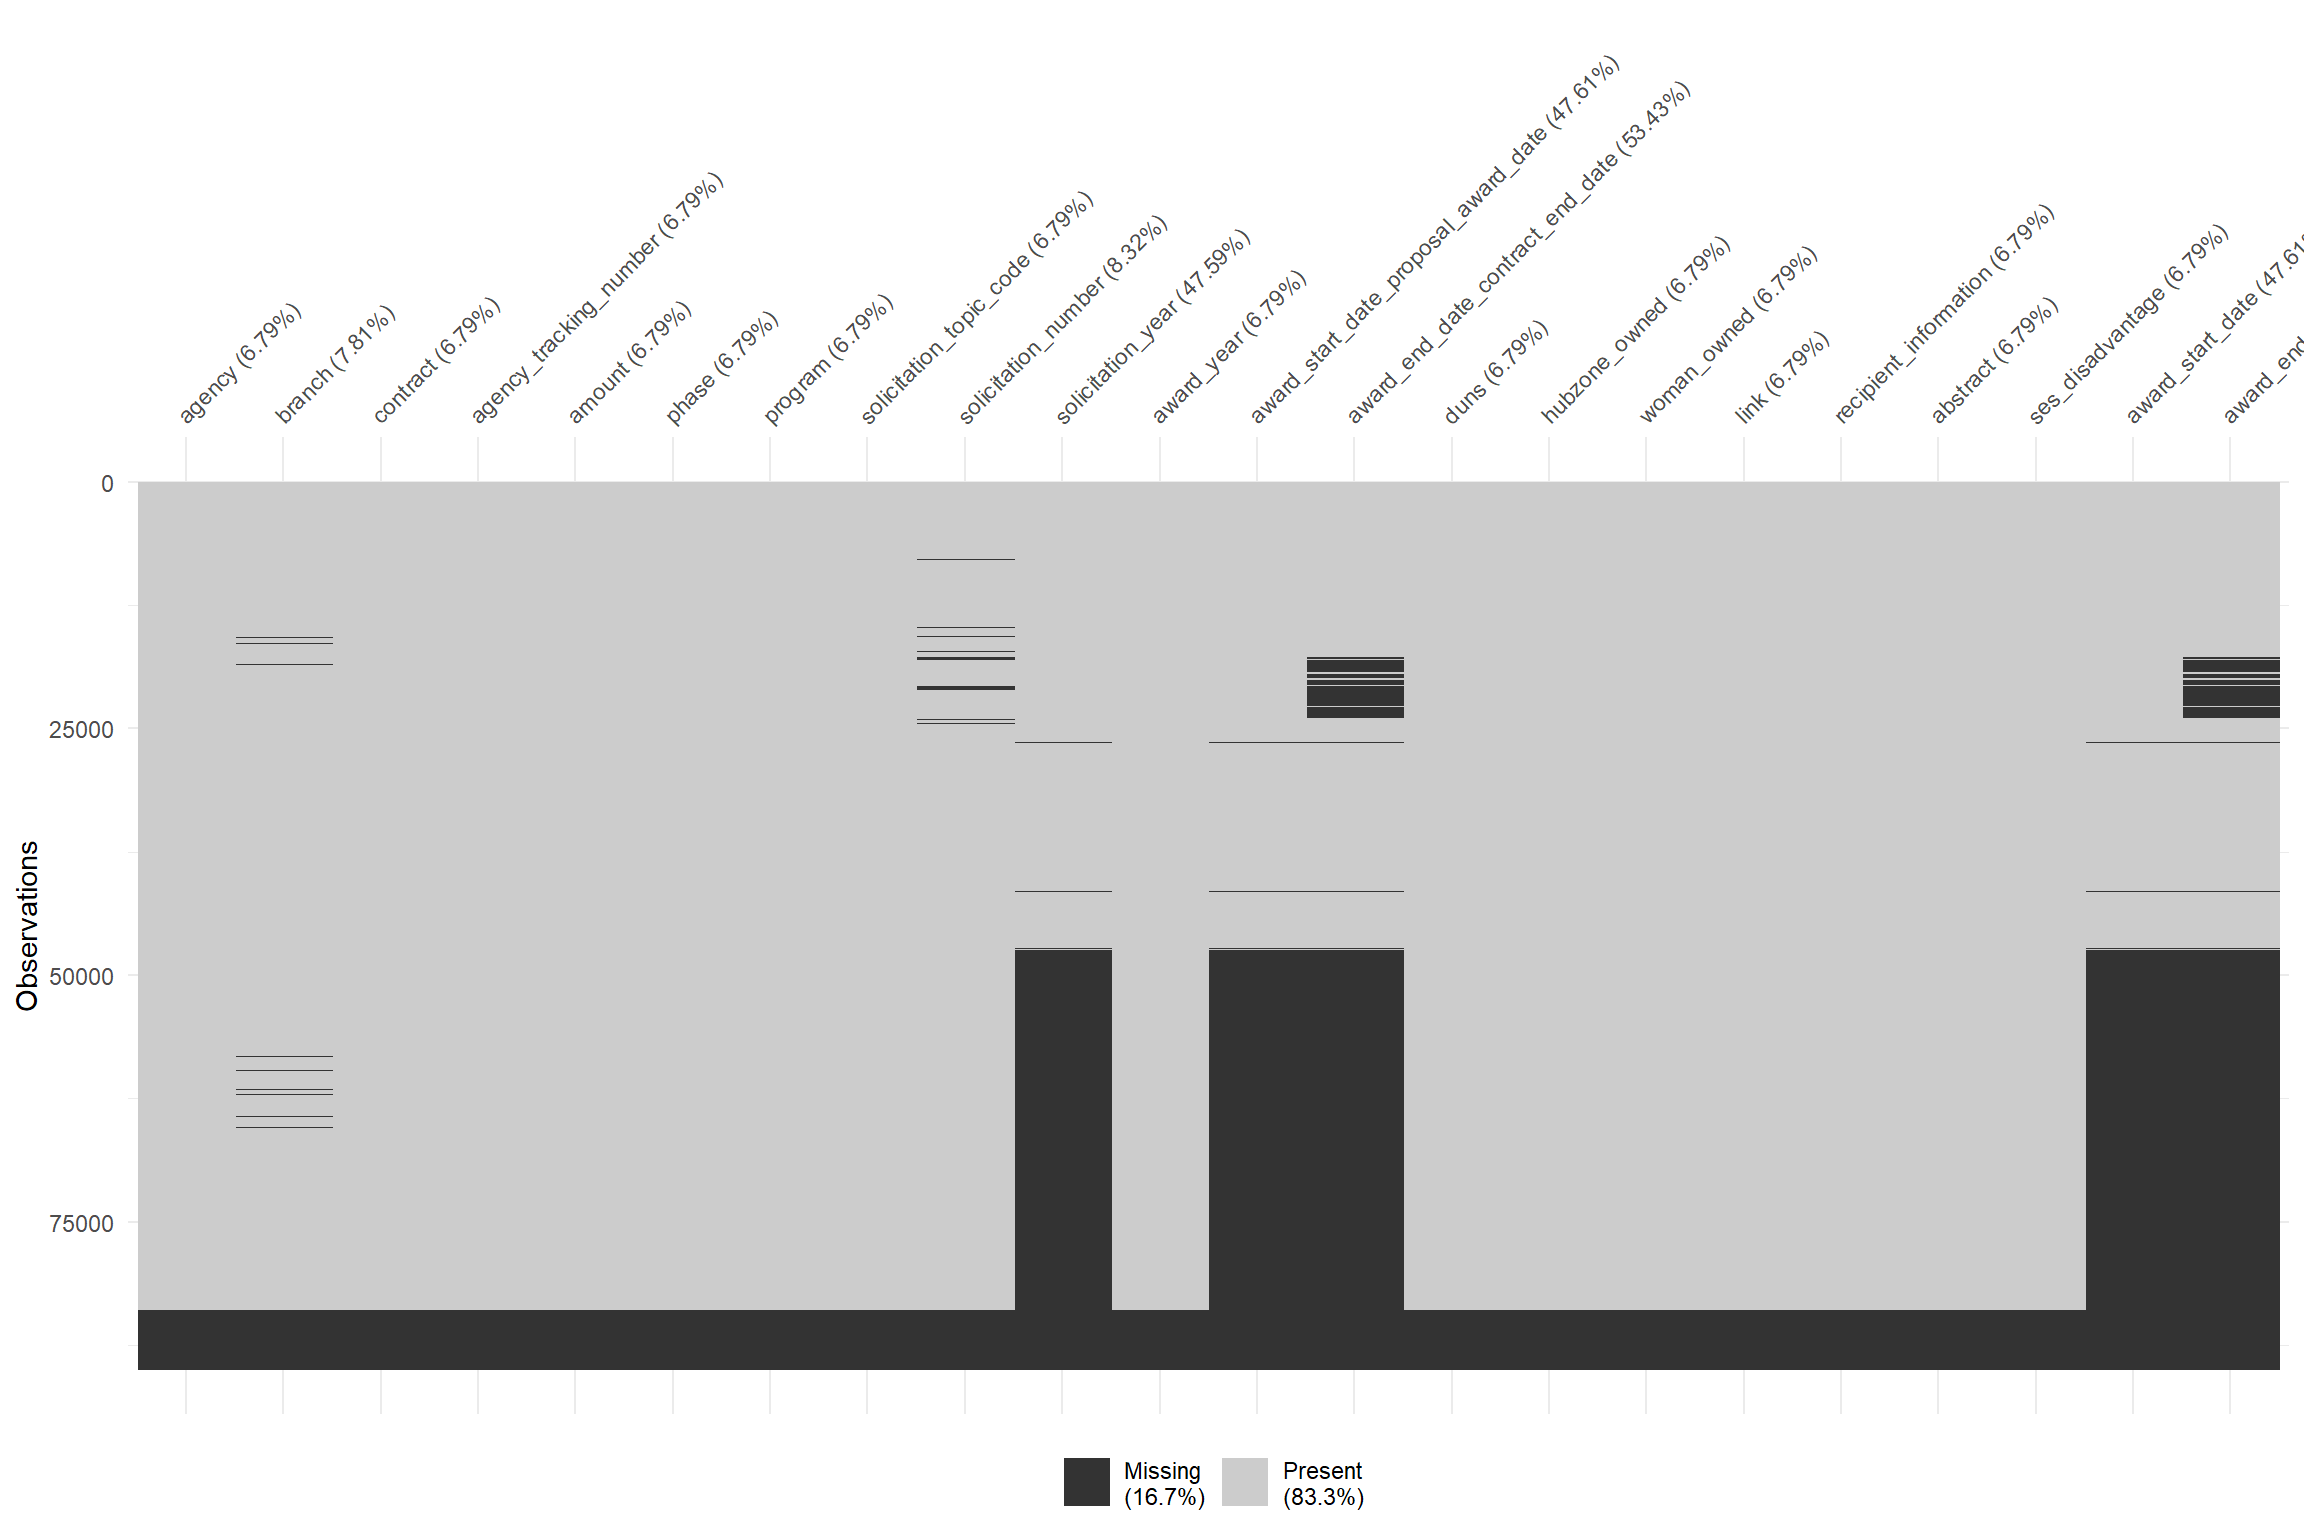 agency (6.79%)
branch (7.81%)
contract (6.79%)
agency_tracking_number (6.79%)
amount (6.79%)
phase (6.79%)
program (6.79%)
solicitation_topic_code (6.79%)
solicitation_number (8.32%)
solicitation_year (47.59%)
award_year (6.79%)
award_start_date_proposal_award_date (47.61%)
award_end_date_contract_end_date (53.43%)
duns (6.79%)
hubzone_owned (6.79%)
woman_owned (6.79%)
link (6.79%)
recipient_information (6.79%)
abstract (6.79%)
ses_disadvantage (6.79%)
award_start_date (47.61
award_end
0
25000
50000
75000
Observations
Missing
(16.7%)
Present
(83.3%)